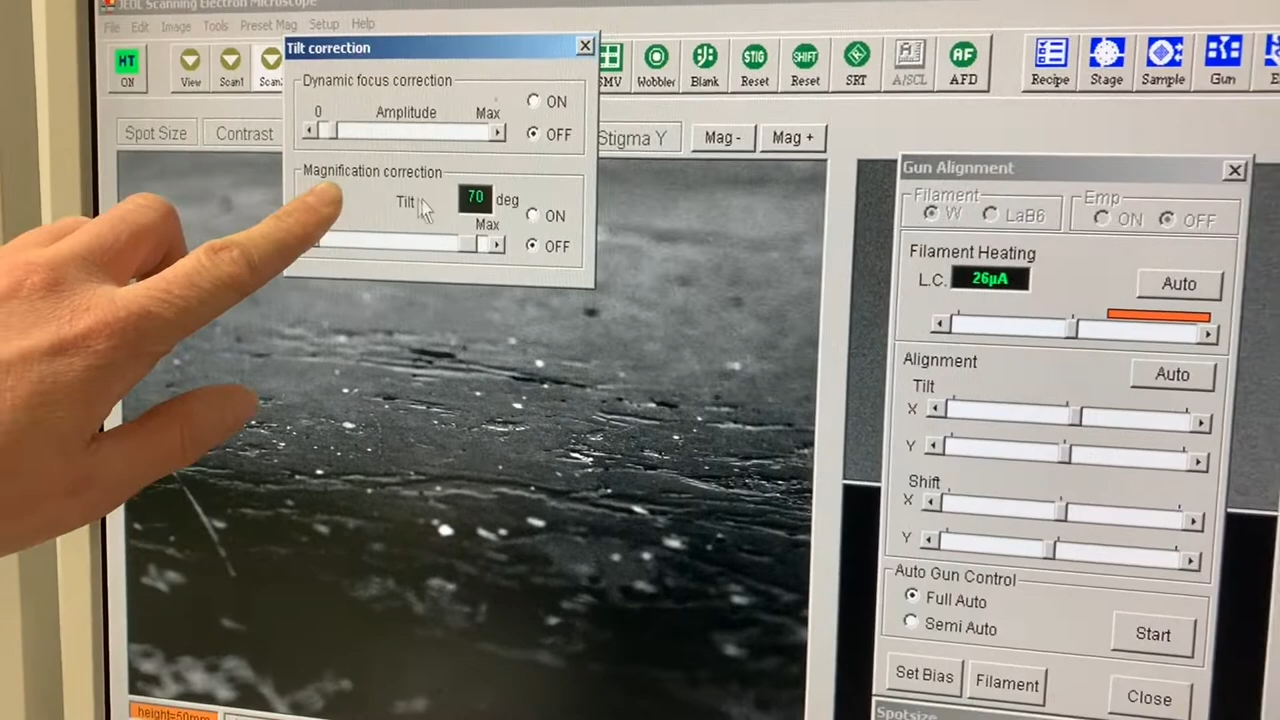 JEOL Scanning Electron Microscope
File Edit Image Tools Preset Mag Setup Help
HT
ON
View
Scan1
SMV
Wobbler
Blank
STIG
Reset
SHIFT
Reset
SRT
A/SCL
AF
AFD
Recipe
Stage
Sample
Gun
Spot Size
Contrast
Stigma Y
Mag -
Mag +
Tilt correction
Dynamic focus correction
0 Amplitude Max
ON
OFF
Magnification correction
Tilt 70 deg
Max
ON
OFF
Gun Alignment
Filament
W LaB6
Emp
ON OFF
Filament Heating
L.C. 26µA
Auto
Alignment
Auto
Tilt
X
Y
Shift
X
Y
Auto Gun Control
Full Auto
Semi Auto
Start
Set Bias
Filament
Close
Spotsize
height=50mm